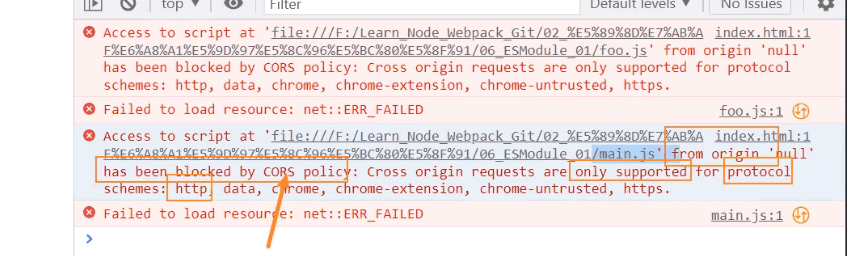 top
Filter
Default levels
No Issues
Access to script at 'file:///F:/Learn_Node_Webpack_Git/02_%E5%89%8D%E7%AB%A index.html:1
F%E6%A8%A1%E5%9D%97%E5%8C%96%E5%BC%80%E5%8F%91/06_ESModule_01/foo.js' from origin 'null'
has been blocked by CORS policy: Cross origin requests are only supported for protocol
schemes: http, data, chrome, chrome-extension, chrome-untrusted, https.
Failed to load resource: net::ERR_FAILED foo.js:1
Access to script at 'file:///F:/Learn_Node_Webpack_Git/02_%E5%89%8D%E7%AB%A index.html:1
F%E6%A8%A1%E5%9D%97%E5%8C%96%E5%BC%80%E5%8F%91/06_ESModule_01/main.js' from origin 'null'
has been blocked by CORS policy: Cross origin requests are only supported for protocol
schemes: http, data, chrome, chrome-extension, chrome-untrusted, https.
Failed to load resource: net::ERR_FAILED main.js:1